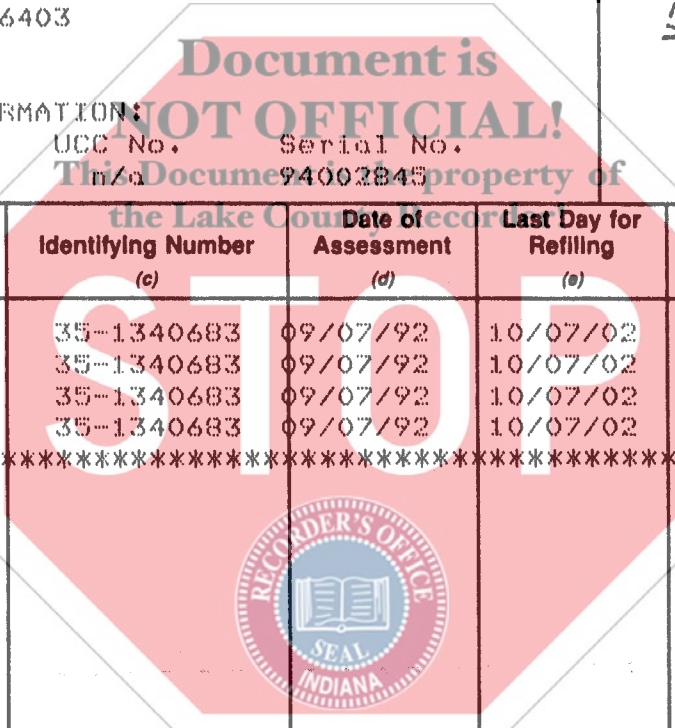 6403
Document is
NOT OFFICIAL!
RMATION:
UCC No. Serial No.
This Document is the property of
n/a 94002845
the Lake County Recorder!
Identifying Number Date of Assessment Last Day for Refiling
(c) (d) (e)
35-1340683 09/07/92 10/07/02
35-1340683 09/07/92 10/07/02
35-1340683 09/07/92 10/07/02
35-1340683 09/07/92 10/07/02
***********************************
STOP
RECORDER'S OFFICE
SEAL
INDIANA